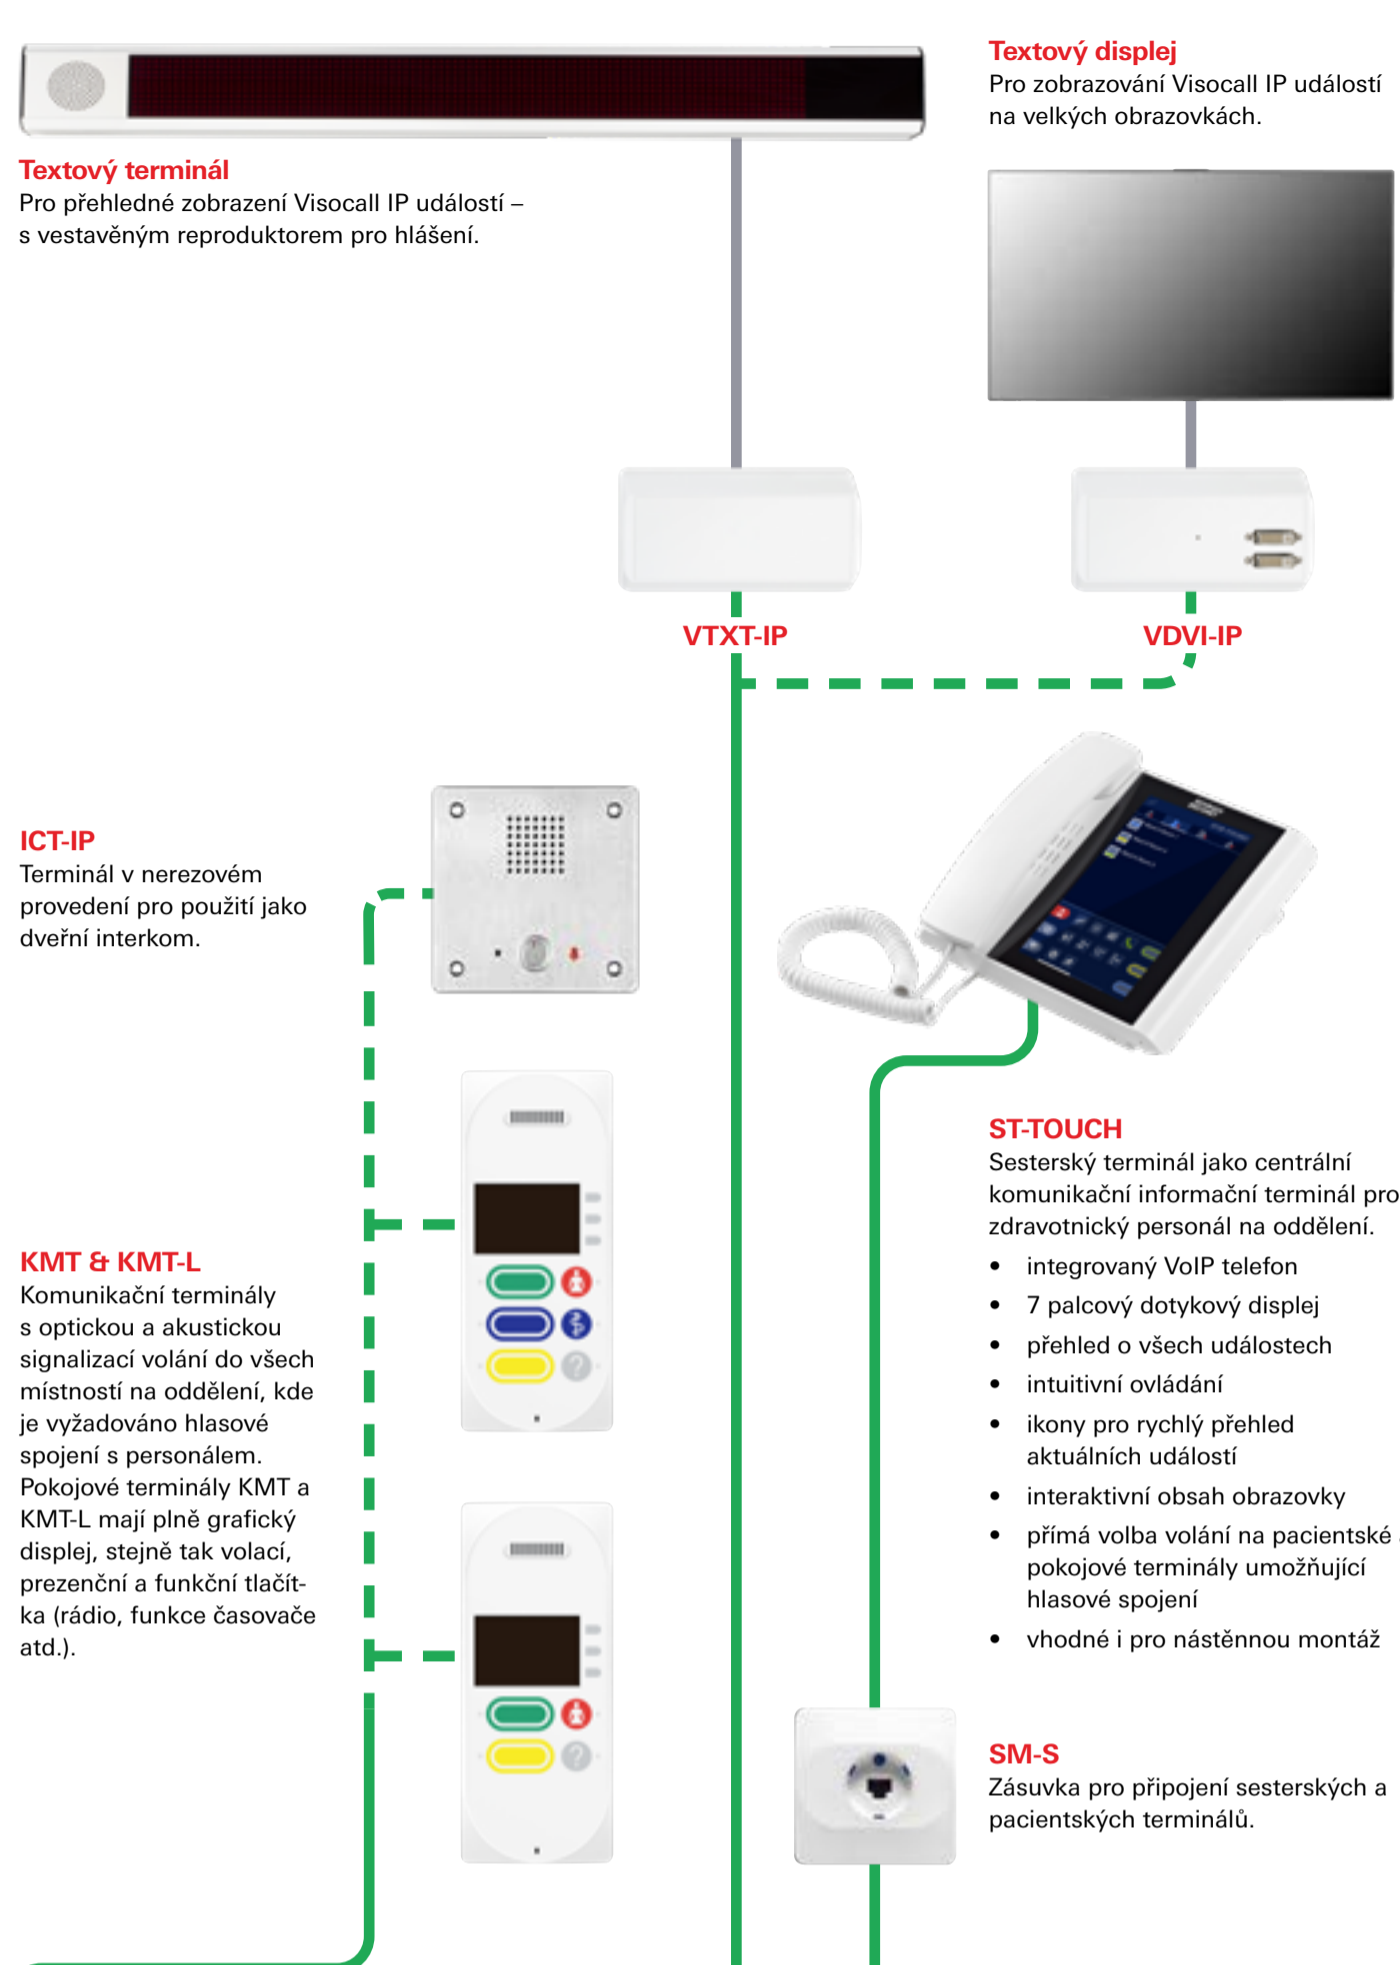 Textový displej
Pro zobrazování Visocall IP událostí
na velkých obrazovkách.
Textový terminál
Pro přehledné zobrazení Visocall IP událostí –
s vestavěným reproduktorem pro hlášení.
VTXT-IP
VDVI-IP
ICT-IP
Terminál v nerezovém
provedení pro použití jako
dveřní interkom.
KMT & KMT-L
Komunikační terminály
s optickou a akustickou
signalizací volání do všech
místností na oddělení, kde
je vyžadováno hlasové
spojení s personálem.
Pokojové terminály KMT a
KMT-L mají plně grafický
displej, stejně tak volací,
prezenční a funkční tlačít-
ka (rádio, funkce časovače
atd.).
ST-TOUCH
Sesterský terminál jako centrální
komunikační informační terminál pro
zdravotnický personál na oddělení.
• integrovaný VoIP telefon
• 7 palcový dotykový displej
• přehled o všech událostech
• intuitivní ovládání
• ikony pro rychlý přehled
aktuálních událostí
• interaktivní obsah obrazovky
• přímá volba volání na pacientské
pokojové terminály umožňující
hlasové spojení
• vhodné i pro nástěnnou montáž
SM-S
Zásuvka pro připojení sesterských a
pacientských terminálů.